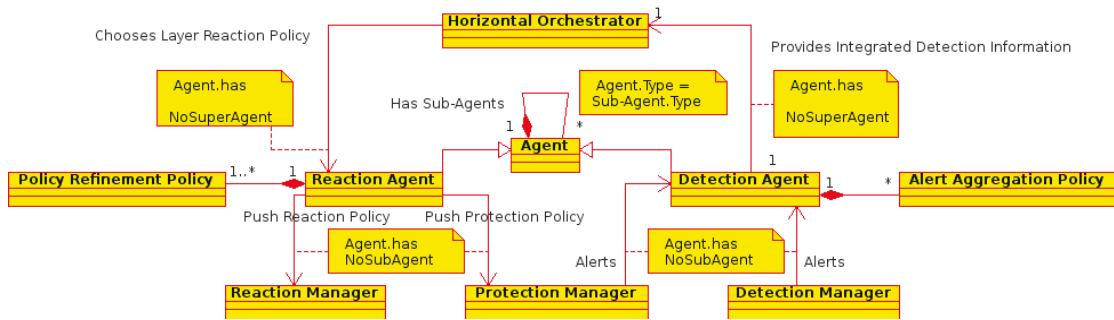 Horizontal Orchestrator
1
Chooses Layer Reaction Policy
Provides Integrated Detection Information
Agent.has
NoSuperAgent
Has Sub-Agents
Agent.Type =
Sub-Agent.Type
Agent.has
NoSuperAgent
1
*
Agent
Policy Refinement Policy
1..*
1
Reaction Agent
Detection Agent
1
1
*
Alert Aggregation Policy
Push Reaction Policy
Push Protection Policy
Agent.has
NoSubAgent
Alerts
Agent.has
NoSubAgent
Alerts
Reaction Manager
Protection Manager
Detection Manager